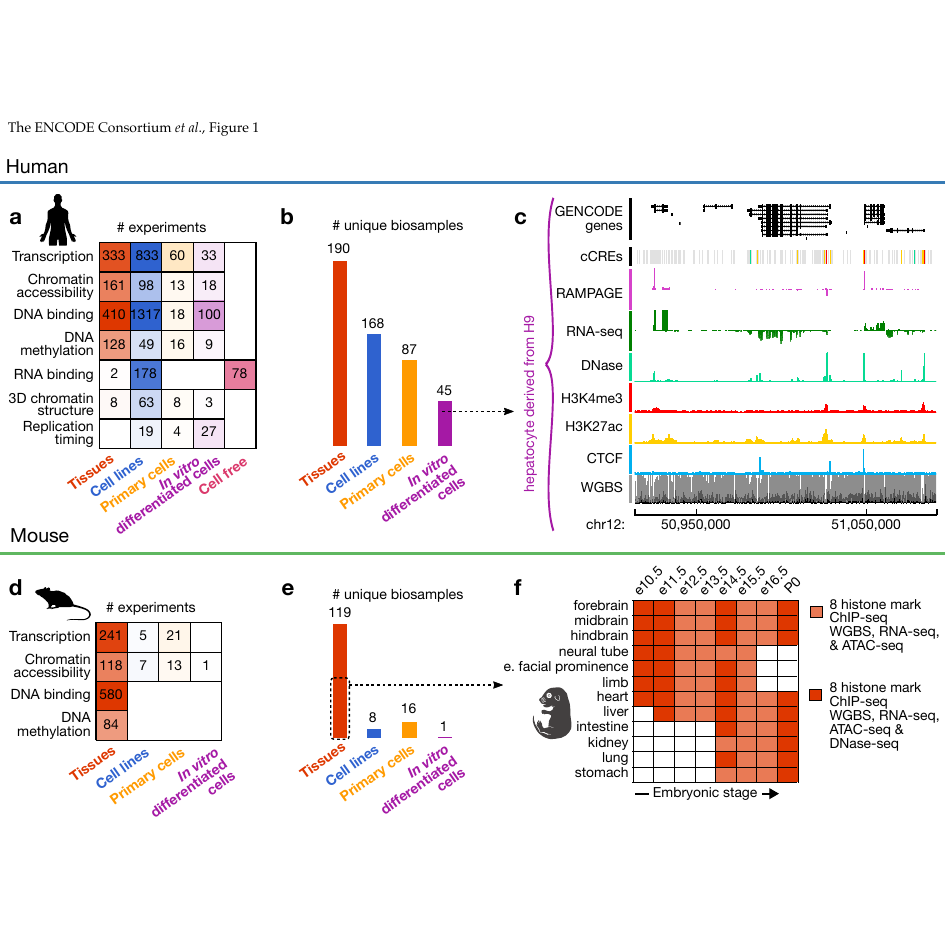 The ENCODE Consortium et al., Figure 1
Human
a
# experiments
Transcription 333 833 60 33
Chromatin
accessibility 161 98 13 18
DNA binding 410 1317 18 100
DNA
methylation 128 49 16 9
RNA binding 2 178 78
3D chromatin
structure 8 63 8 3
Replication
timing 19 4 27
Tissues
Cell lines
Primary cells
In vitro
differentiated cells
Cell free
b
# unique biosamples
190
168
87
45
Tissues
Cell lines
Primary cells
In vitro
differentiated
cells
c
hepatocyte derived from H9
GENCODE
genes
cCREs
RAMPAGE
RNA-seq
DNase
H3K4me3
H3K27ac
CTCF
WGBS
chr12: 50,950,000 51,050,000
Mouse
d
# experiments
Transcription 241 5 21
Chromatin
accessibility 118 7 13 1
DNA binding 580
DNA
methylation 84
Tissues
Cell lines
Primary cells
In vitro
differentiated
cells
e
# unique biosamples
119
8
16
1
Tissues
Cell lines
Primary cells
In vitro
differentiated
cells
f
e10.5 e11.5 e12.5 e13.5 e14.5 e15.5 e16.5 P0
forebrain
midbrain
hindbrain
neural tube
e. facial prominence
limb
heart
liver
intestine
kidney
lung
stomach
Embryonic stage
8 histone mark
ChIP-seq
WGBS, RNA-seq,
& ATAC-seq
8 histone mark
ChIP-seq
WGBS, RNA-seq,
ATAC-seq &
DNase-seq